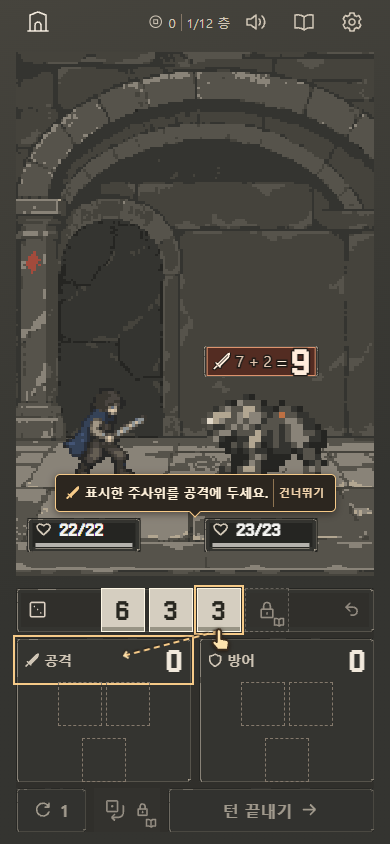 0 1/12 층
7 + 2 = 9
표시한 주사위를 공격에 두세요. 건너뛰기
22/22 23/23
6 3 3
공격 0 방어 0
1 턴 끝내기 →